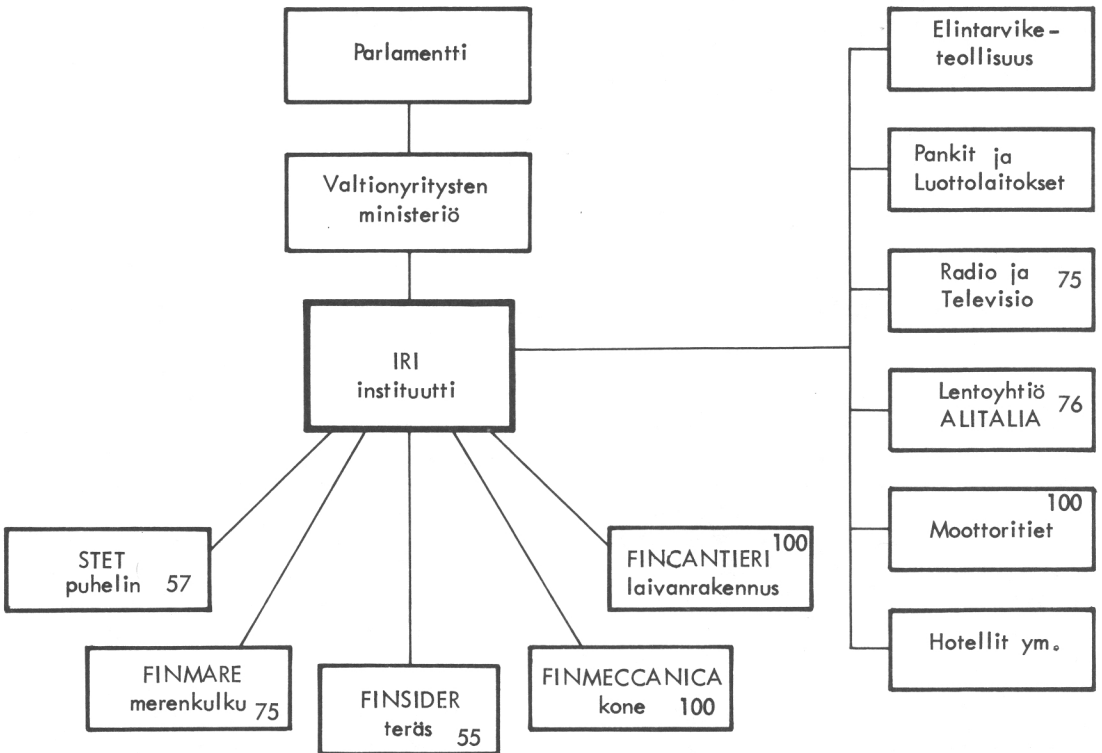 Parlamentti
Valtionyritysten
ministeriö
IRI
instituutti
STET
puhelin 57
FINMARE
merenkulku 75
FINSIDER
teräs 55
FINMECCANICA
kone 100
100
FINCANTIERI
laivanrakennus
Elintarvike-
teollisuus
Pankit ja
Luottolaitokset
Radio ja 75
Televisio
Lentoyhtiö 76
ALITALIA
100
Moottoritiet
Hotellit ym.